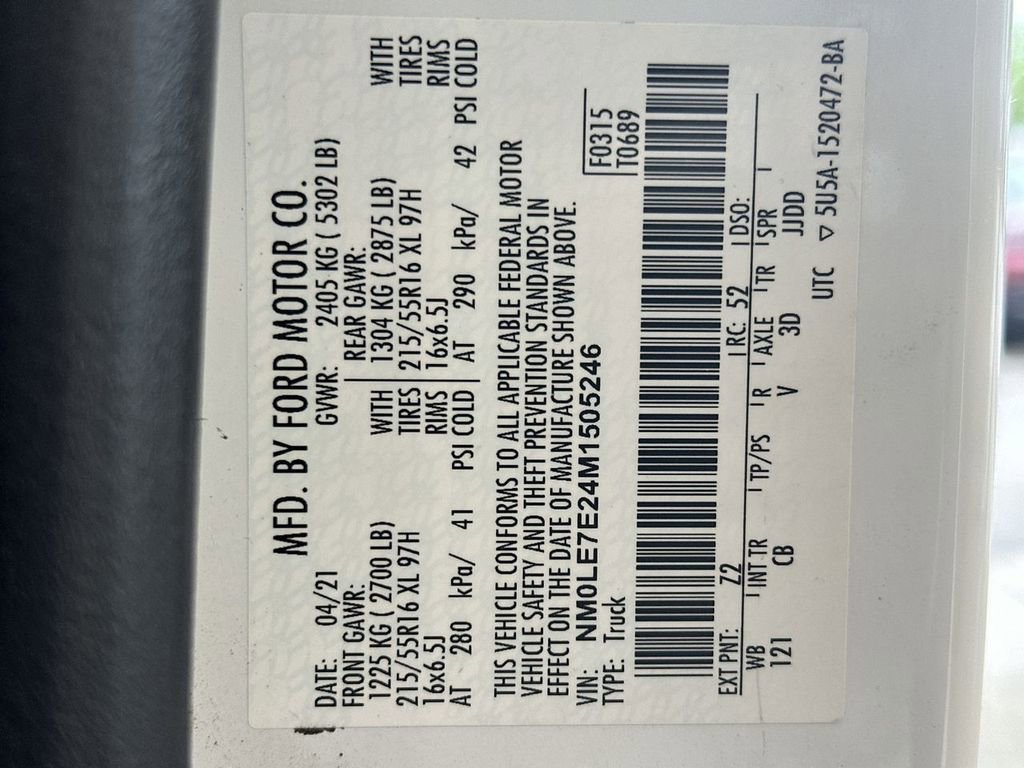 MFD. BY FORD MOTOR CO.
DATE: 04/21 GVWR: 2405 KG ( 5302 LB)
FRONT GAWR: REAR GAWR:
1225 KG ( 2700 LB) WITH 1304 KG ( 2875 LB) WITH
215/55R16 XL 97H TIRES 215/55R16 XL 97H TIRES
16x6.5J RIMS 16x6.5J RIMS
AT 280 kPa/ 41 PSI COLD AT 290 kPa/ 42 PSI COLD
THIS VEHICLE CONFORMS TO ALL APPLICABLE FEDERAL MOTOR
VEHICLE SAFETY AND THEFT PREVENTION STANDARDS IN
EFFECT ON THE DATE OF MANUFACTURE SHOWN ABOVE.
VIN: NM0LE7E24M1505246
TYPE: Truck
F0315
T0689
EXT PNT: Z2 RC: 52 DSO:
WB INT TR TP/PS R AXLE TR SPR
121 CB V 3D JJDD
UTC ▽ 5U5A-1520472-BA